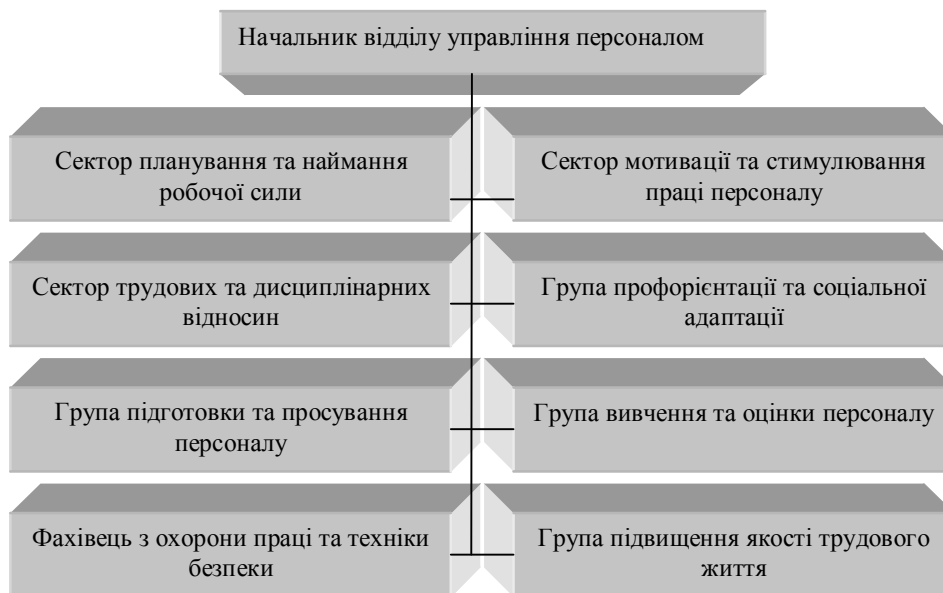 Начальник відділу управління персоналом
Сектор планування та наймання
робочої сили
Сектор мотивації та стимулювання
праці персоналу
Сектор трудових та дисциплінарних
відносин
Група профорієнтації та соціальної
адаптації
Група підготовки та просування
персоналу
Група вивчення та оцінки персоналу
Фахівець з охорони праці та техніки
безпеки
Група підвищення якості трудового
життя